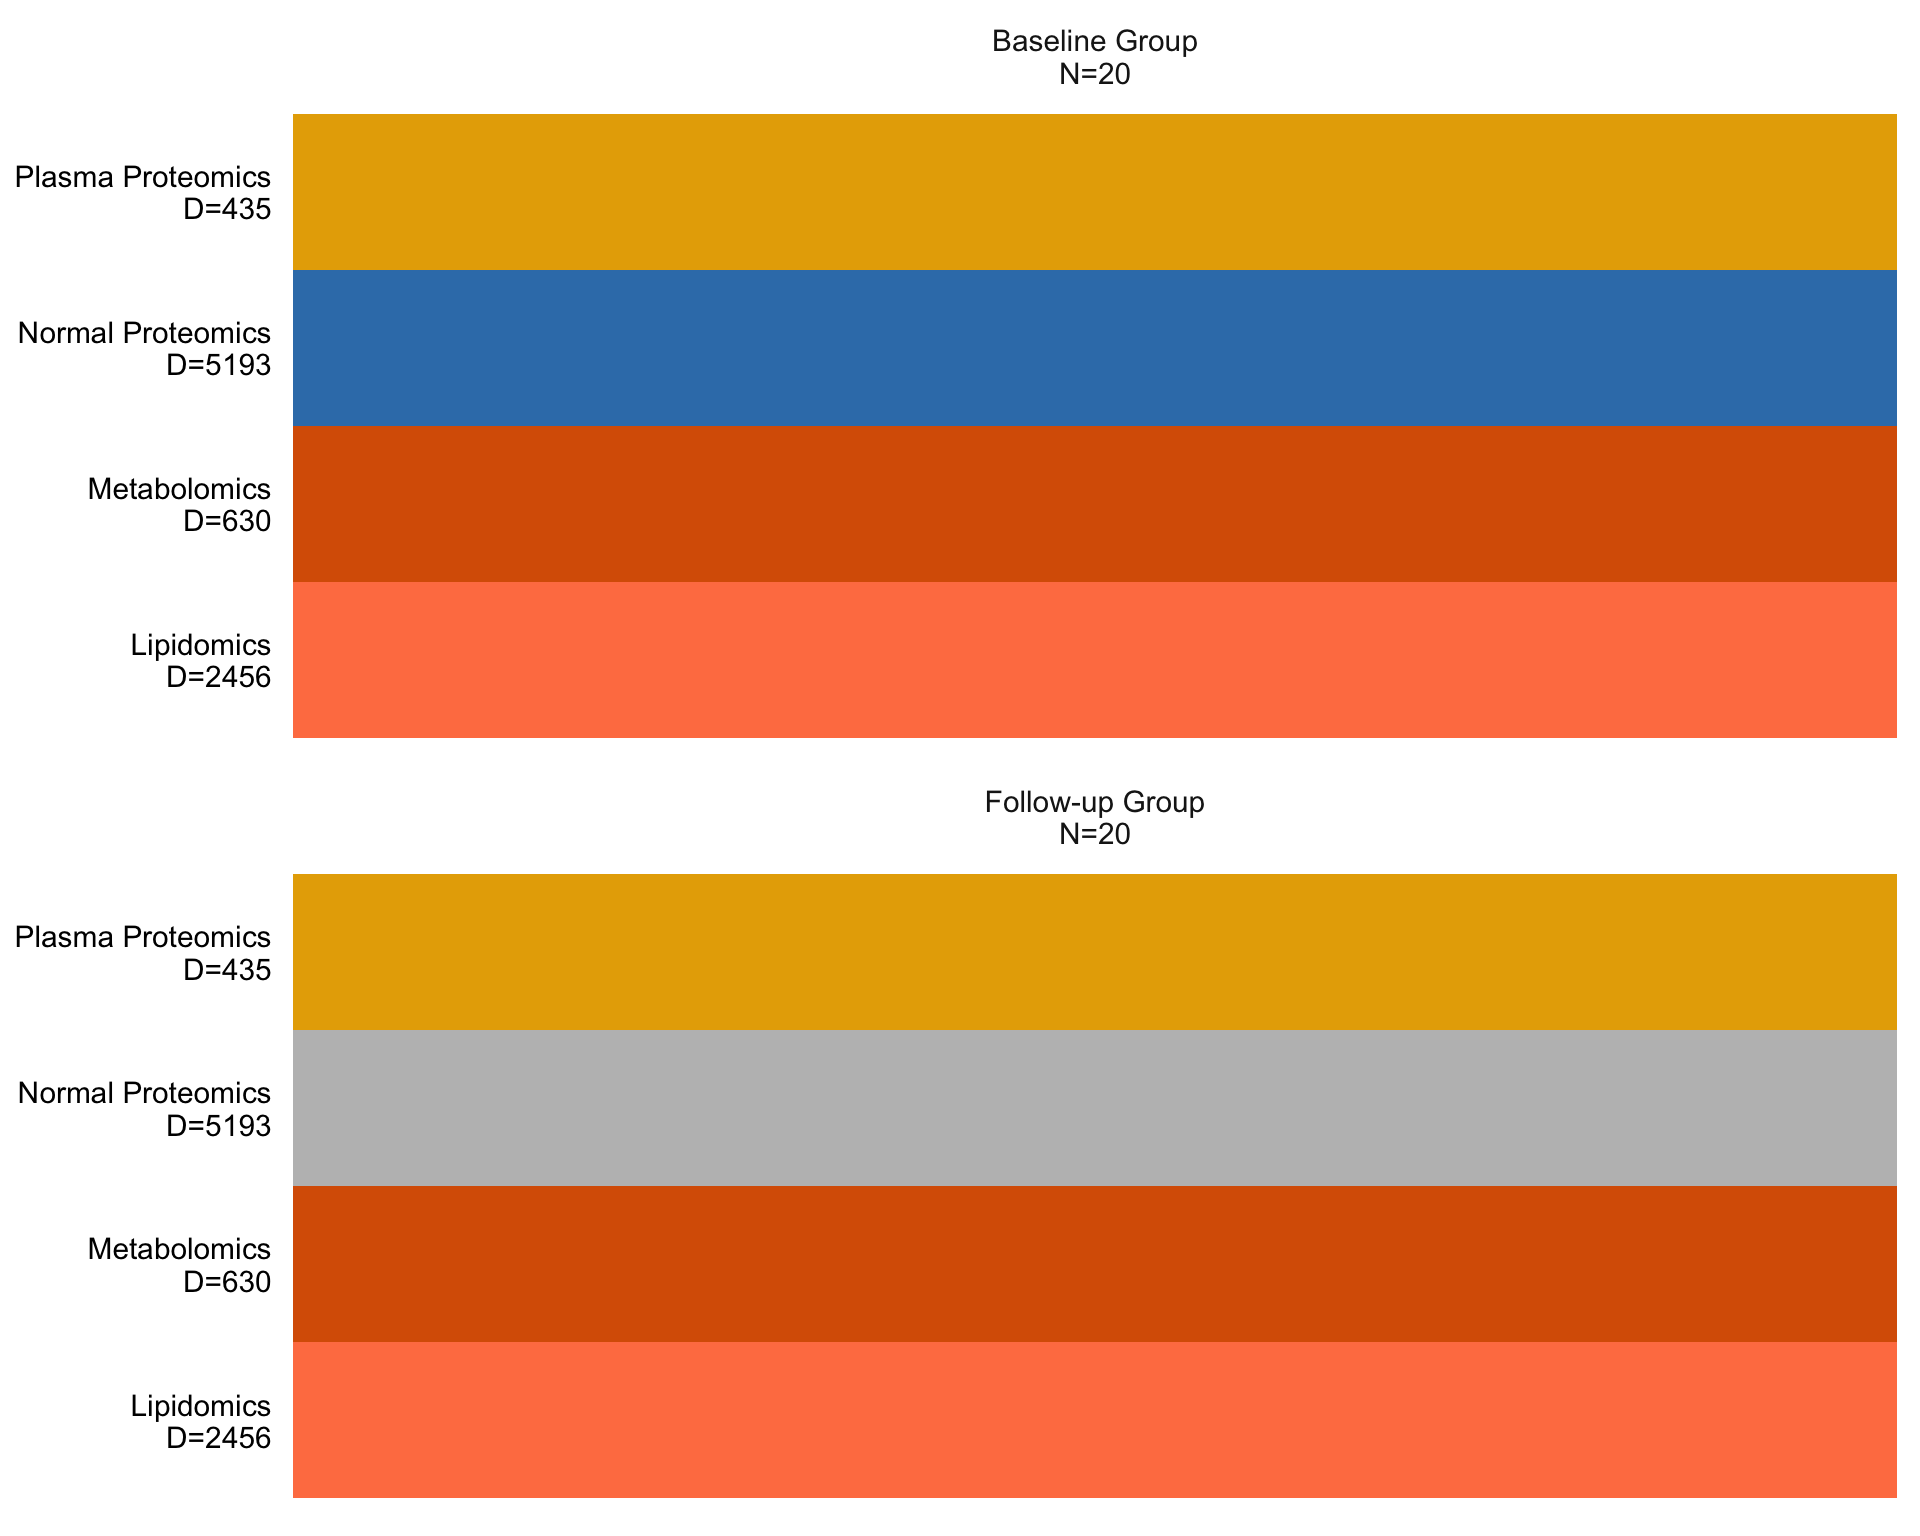 Baseline Group
N=20
Plasma Proteomics
D=435
Normal Proteomics
D=5193
Metabolomics
D=630
Lipidomics
D=2456
Follow-up Group
N=20
Plasma Proteomics
D=435
Normal Proteomics
D=5193
Metabolomics
D=630
Lipidomics
D=2456